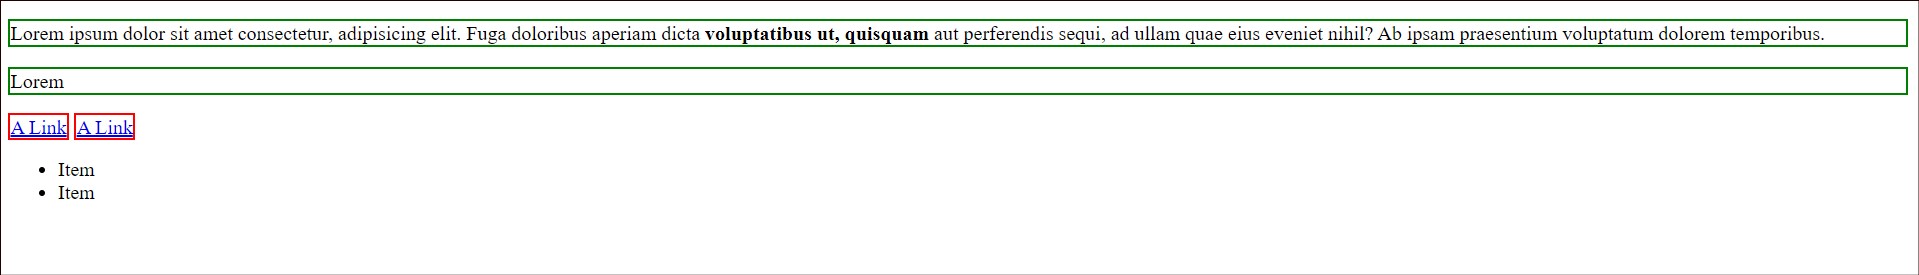 Lorem ipsum dolor sit amet consectetur, adipisicing elit. Fuga doloribus aperiam dicta voluptatibus ut, quisquam aut perferendis sequi, ad ullam quae eius eveniet nihil? Ab ipsam praesentium voluptatum dolorem temporibus.
Lorem
A Link A Link
• Item
• Item